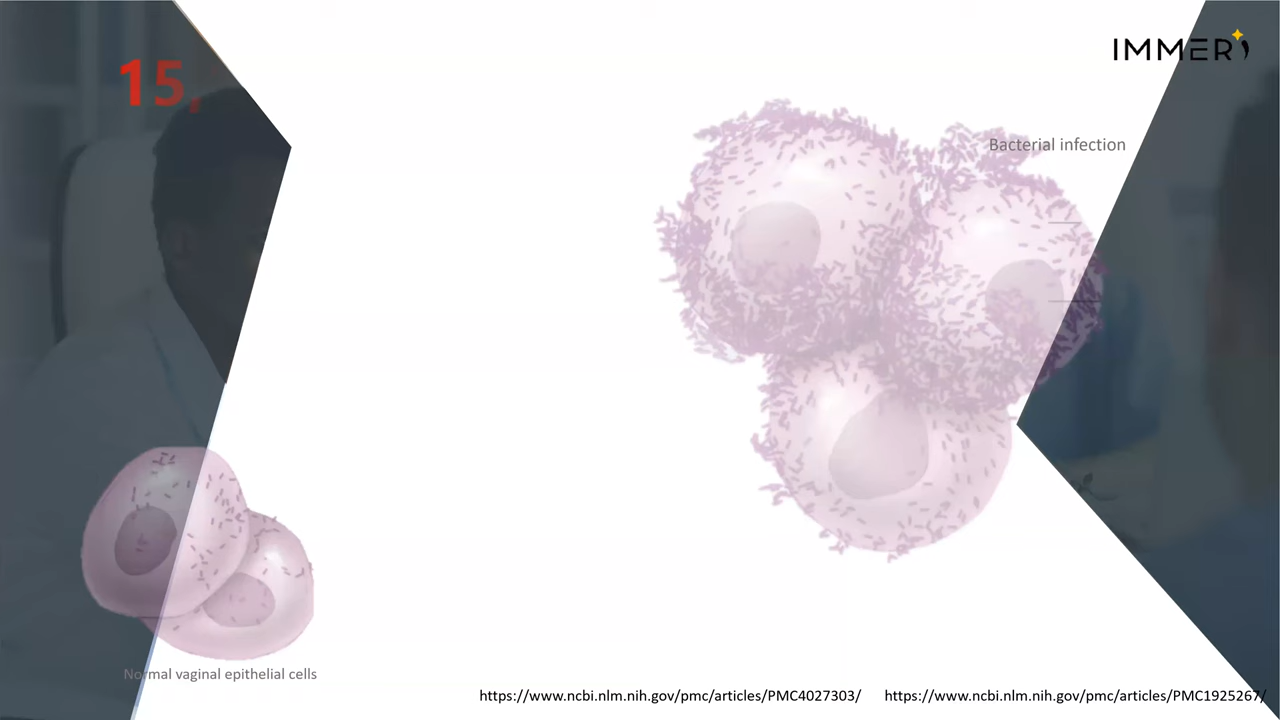 15,
IMMER
Bacterial infection
Normal vaginal epithelial cells
https://www.ncbi.nlm.nih.gov/pmc/articles/PMC4027303/
https://www.ncbi.nlm.nih.gov/pmc/articles/PMC1925267/